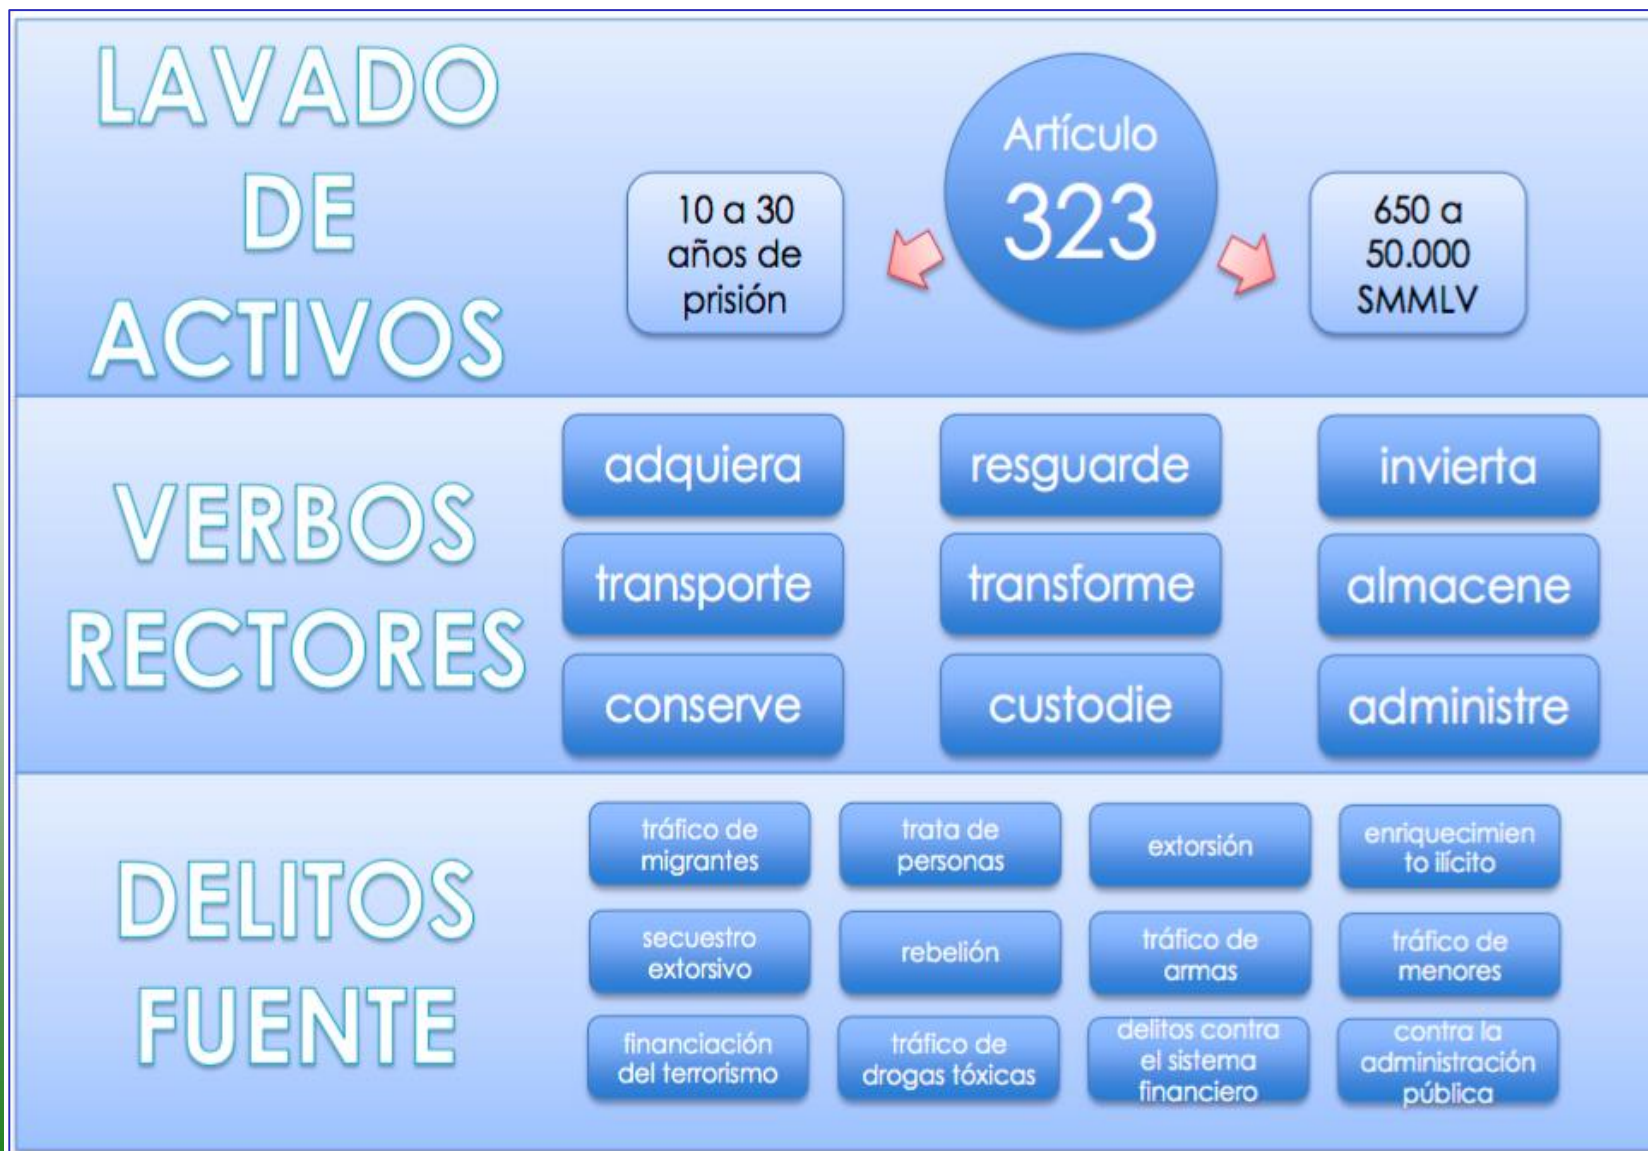 LAVADO
DE
ACTIVOS
10 a 30
años de
prisión
Artículo
323
650 a
50.000
SMMLV
VERBOS
RECTORES
adquiera
resguarde
invierta
transporte
transforme
almacene
conserve
custodie
administre
DELITOS
FUENTE
tráfico de
migrantes
trata de
personas
extorsión
enriquecimien
to ilícito
secuestro
extorsivo
rebelión
tráfico de
armas
tráfico de
menores
financiación
del terrorismo
tráfico de
drogas tóxicas
delitos contra
el sistema
financiero
contra la
administración
pública